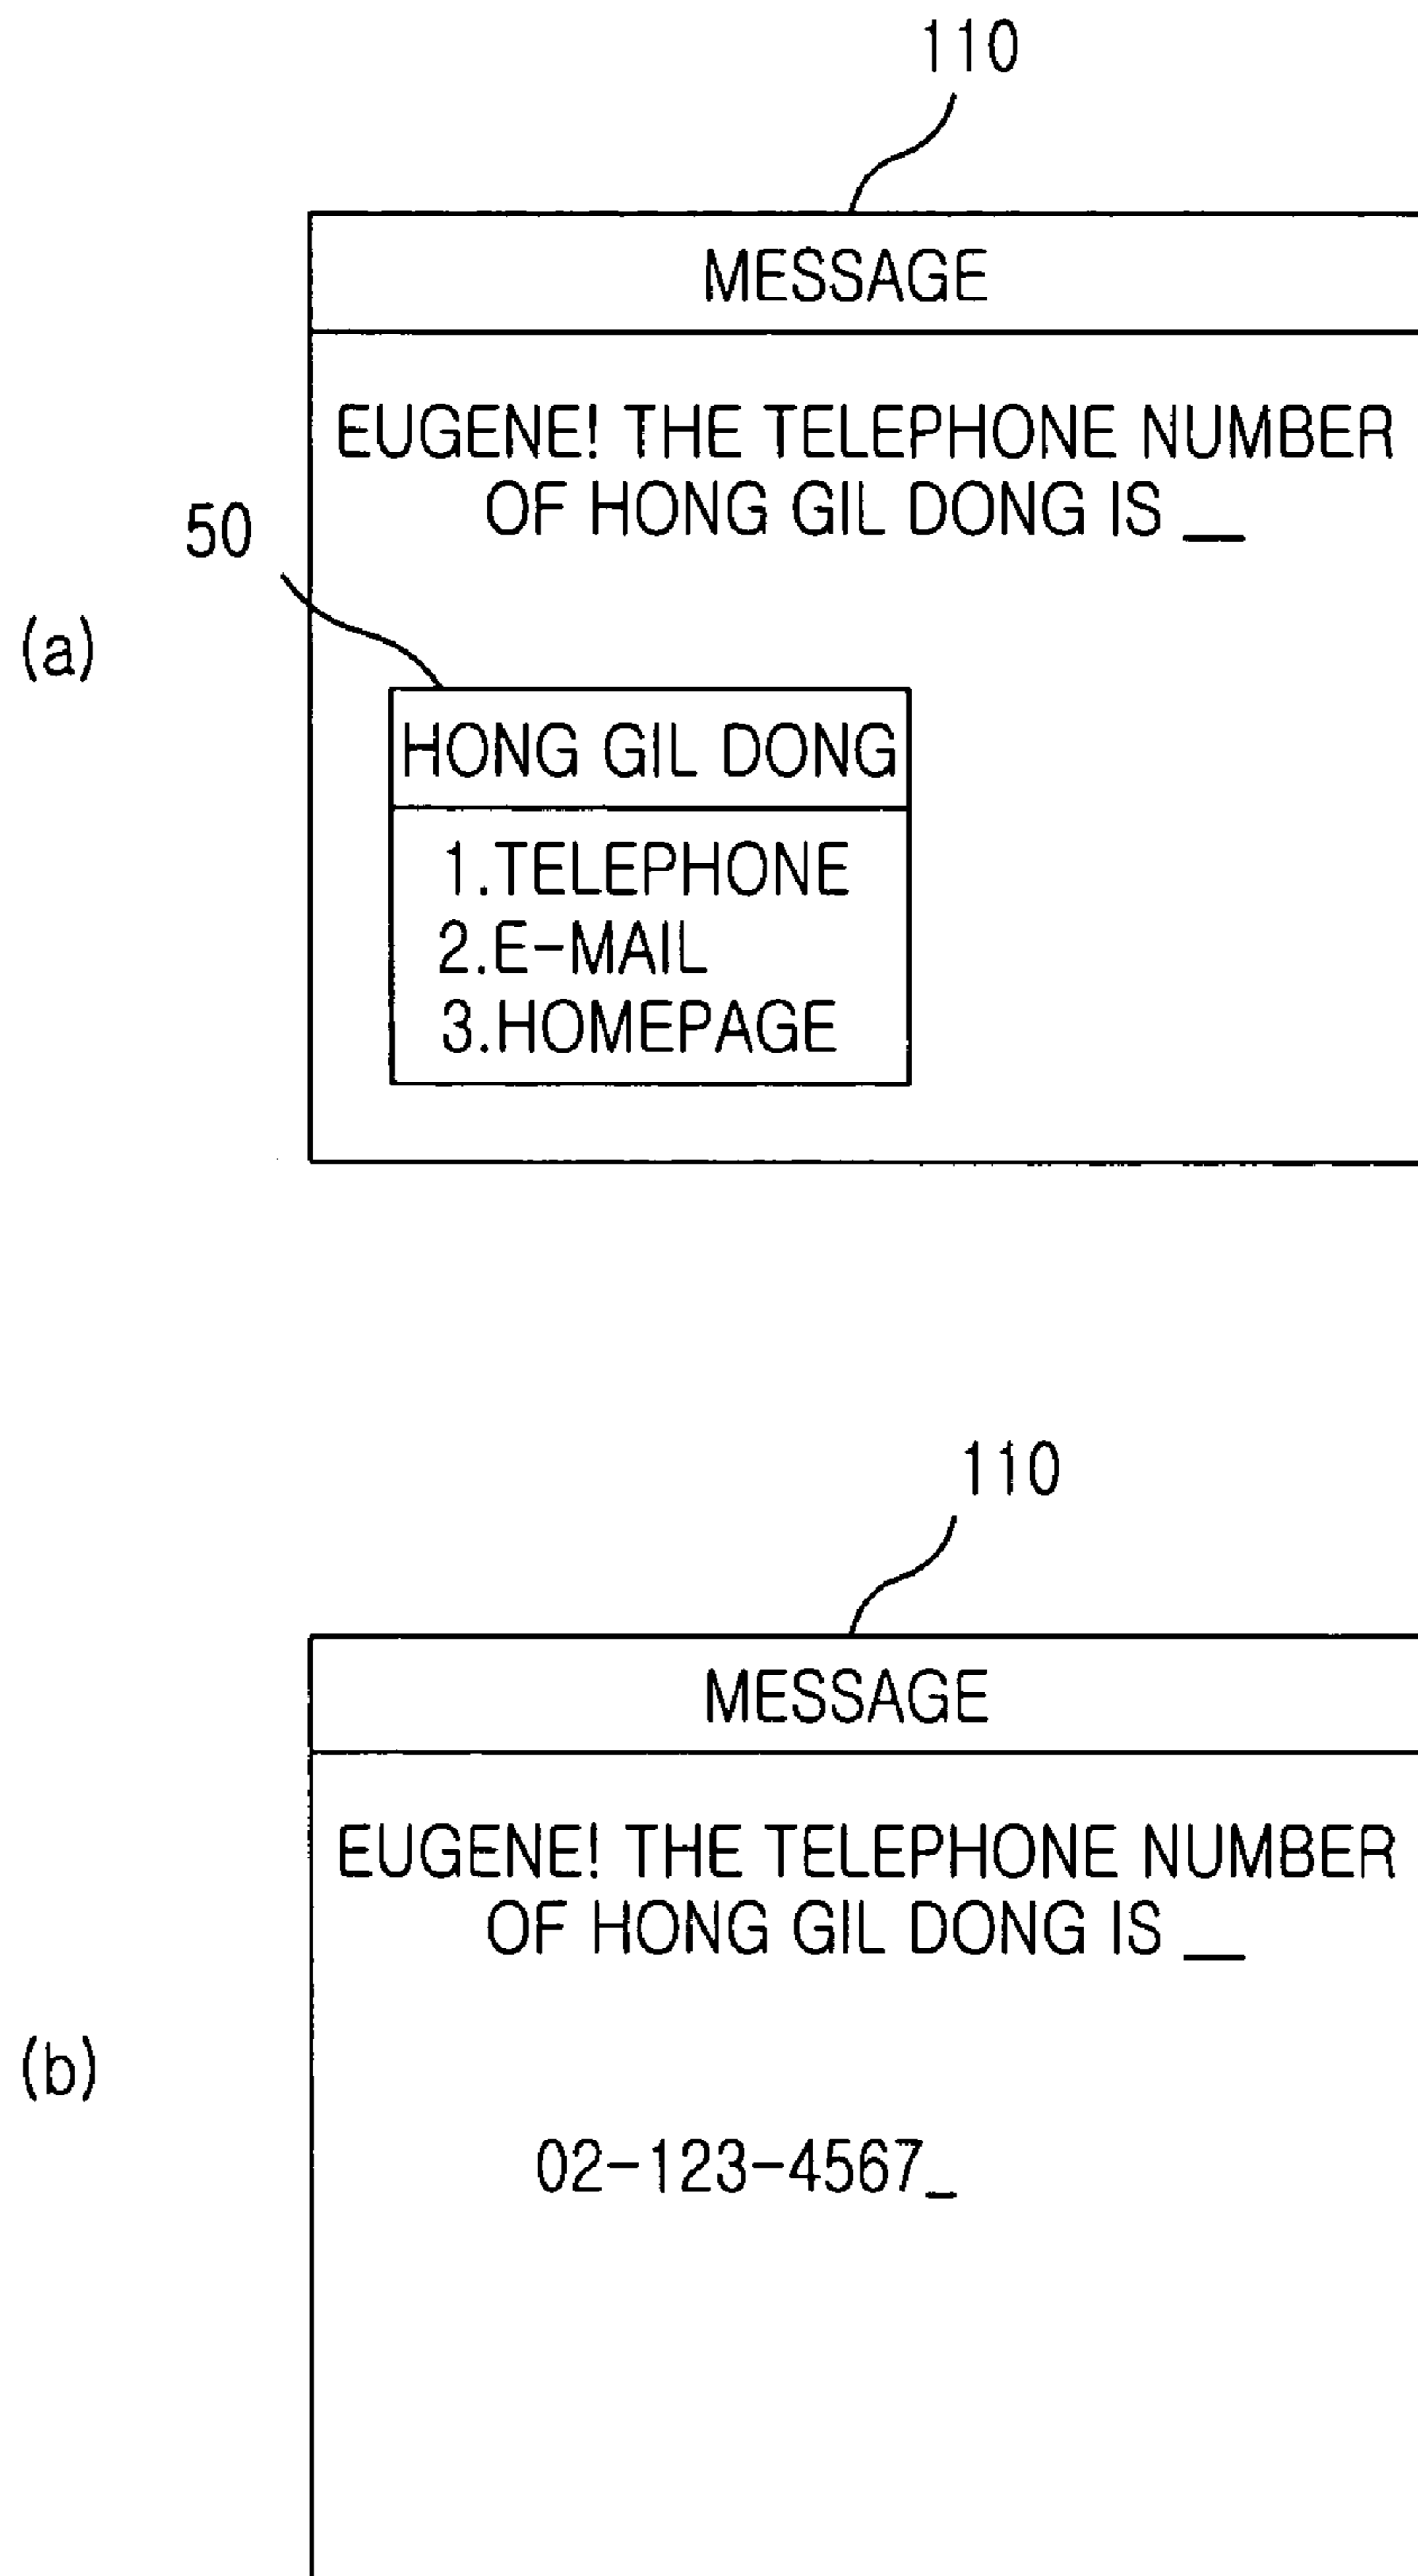 110
MESSAGE
EUGENE! THE TELEPHONE NUMBER
OF HONG GIL DONG IS __
50
(a)
HONG GIL DONG
1.TELEPHONE
2.E-MAIL
3.HOMEPAGE
110
MESSAGE
EUGENE! THE TELEPHONE NUMBER
OF HONG GIL DONG IS __
(b)
02-123-4567_